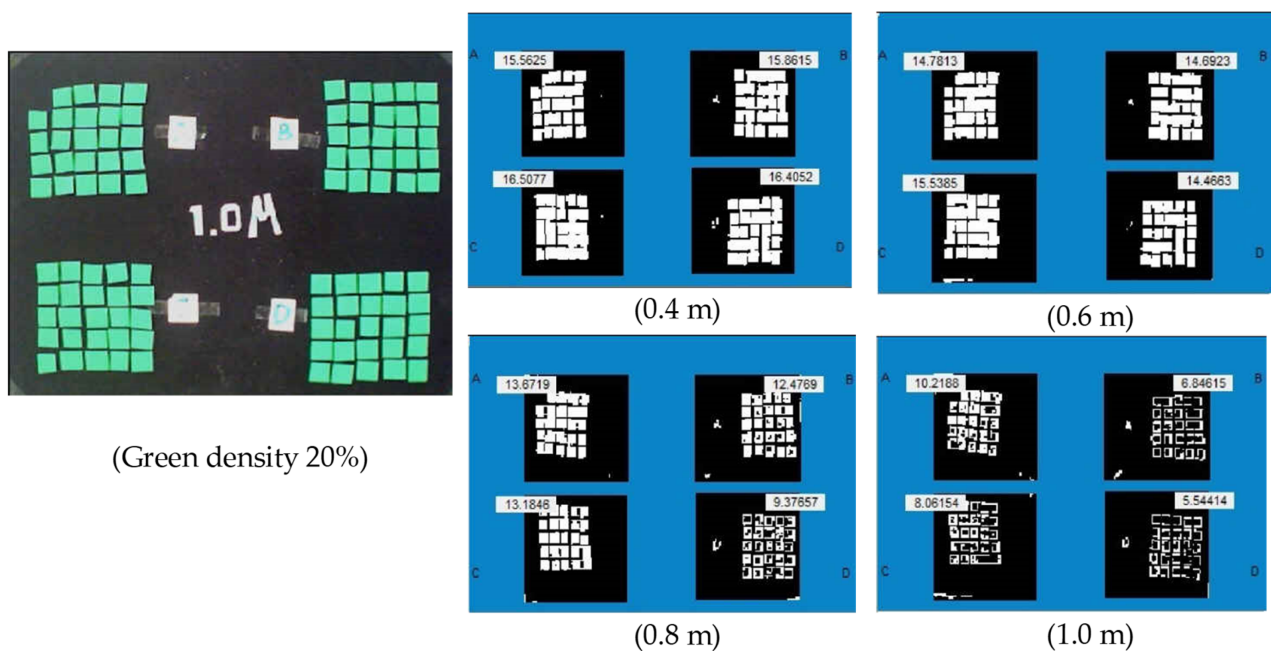 B
1.0M
D
(Green density 20%)
A
B
15.5625
15.8615
16.5077
16.4052
C
D
(0.4 m)
A
B
14.7813
14.6923
15.5385
14.4663
C
D
(0.6 m)
A
B
13.6719
12.4769
13.1846
9.37657
C
D
(0.8 m)
A
B
10.2188
6.84615
8.06154
5.54414
C
D
(1.0 m)